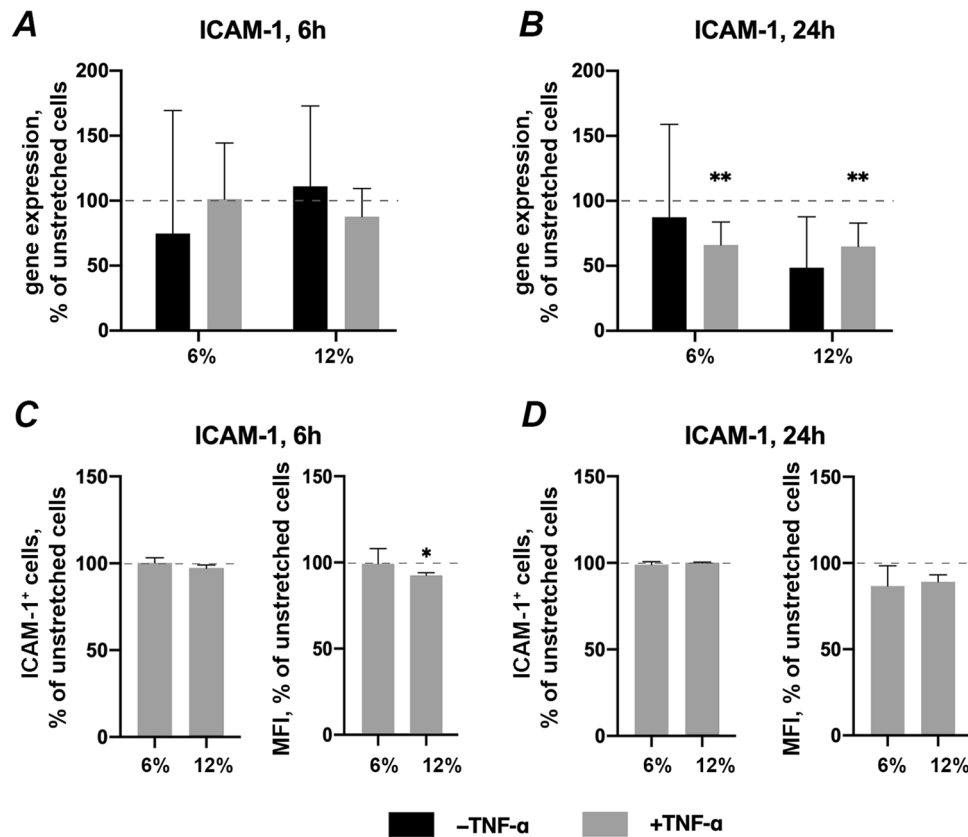 A
ICAM-1, 6h
gene expression,
% of unstretched cells
200
150
100
50
0
6%
12%
B
ICAM-1, 24h
gene expression,
% of unstretched cells
200
150
100
50
0
**
**
6%
12%
C
ICAM-1, 6h
ICAM-1⁺ cells,
% of unstretched cells
150
100
50
0
6%
12%
MFI, % of unstretched cells
150
100
50
0
*
6%
12%
D
ICAM-1, 24h
ICAM-1⁺ cells,
% of unstretched cells
150
100
50
0
6%
12%
MFI, % of unstretched cells
150
100
50
0
6%
12%
–TNF-α
+TNF-α